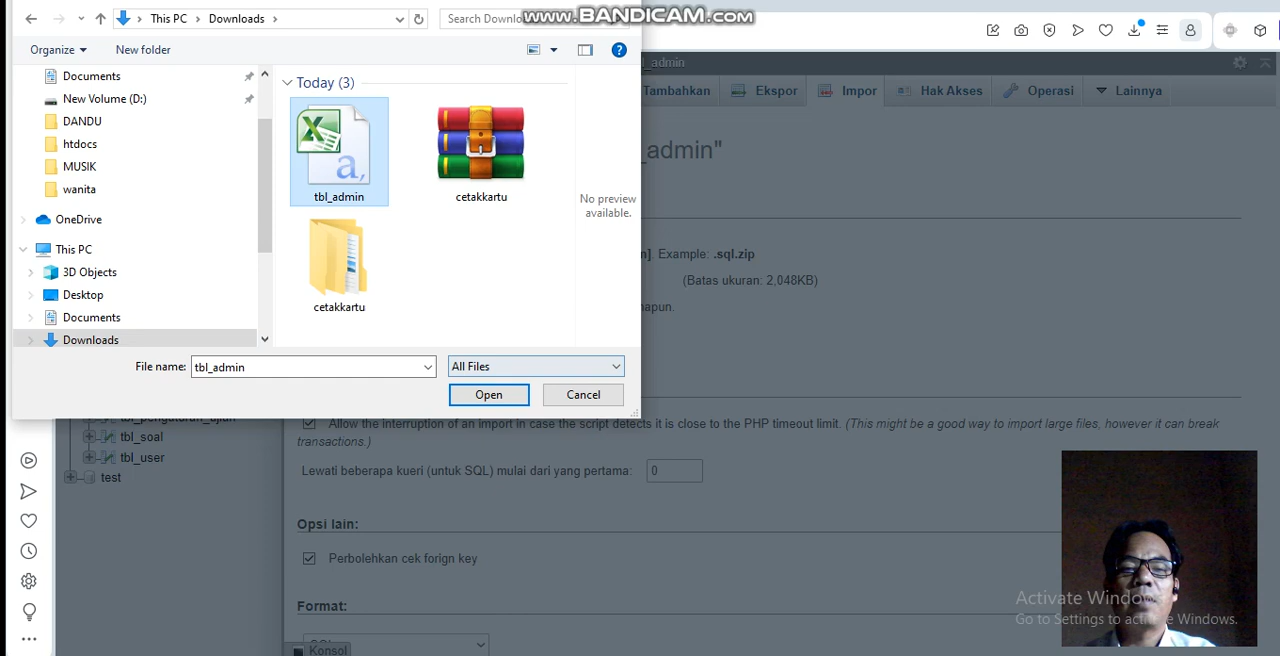 This PC > Downloads >
Search Downlo
www.BANDICAM.com
Organize
New folder
Documents
New Volume (D:)
DANDU
htdocs
MUSIK
wanita
OneDrive
This PC
3D Objects
Desktop
Documents
Downloads
Today (3)
tbl_admin
cetakkartu
cetakkartu
No preview
available.
File name:
tbl_admin
All Files
Open
Cancel
_admin
Tambahkan
Ekspor
Impor
Hak Akses
Operasi
Lainnya
_admin"
n]. Example: .sql.zip
(Batas ukuran: 2,048KB)
apun.
tbl_pengaturan_ujian
tbl_soal
tbl_user
test
Allow the interruption of an import in case the script detects it is close to the PHP timeout limit. (This might be a good way to import large files, however it can break
transactions.)
Lewati beberapa kueri (untuk SQL) mulai dari yang pertama:
0
Opsi lain:
Perbolehkan cek forign key
Format:
SQL
Konsol
Activate Windows
Go to Settings to activate Windows.